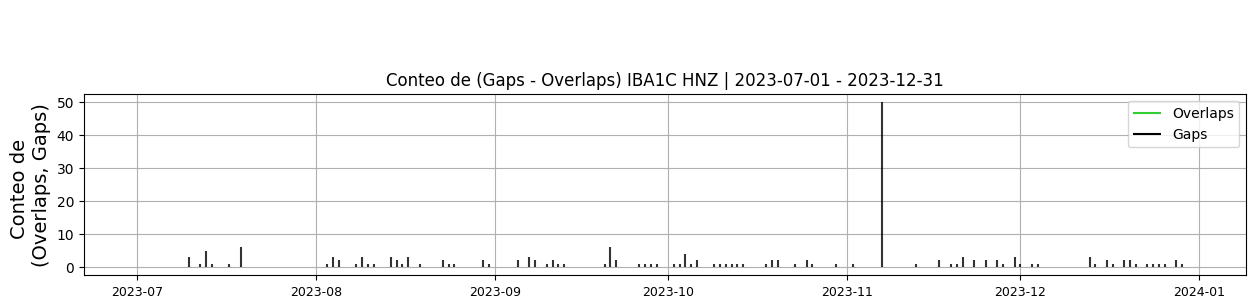 Conteo de (Gaps - Overlaps) IBA1C HNZ | 2023-07-01 - 2023-12-31
Conteo de
(Overlaps, Gaps)
50
40
30
20
10
0
Overlaps
Gaps
2023-07
2023-08
2023-09
2023-10
2023-11
2023-12
2024-01